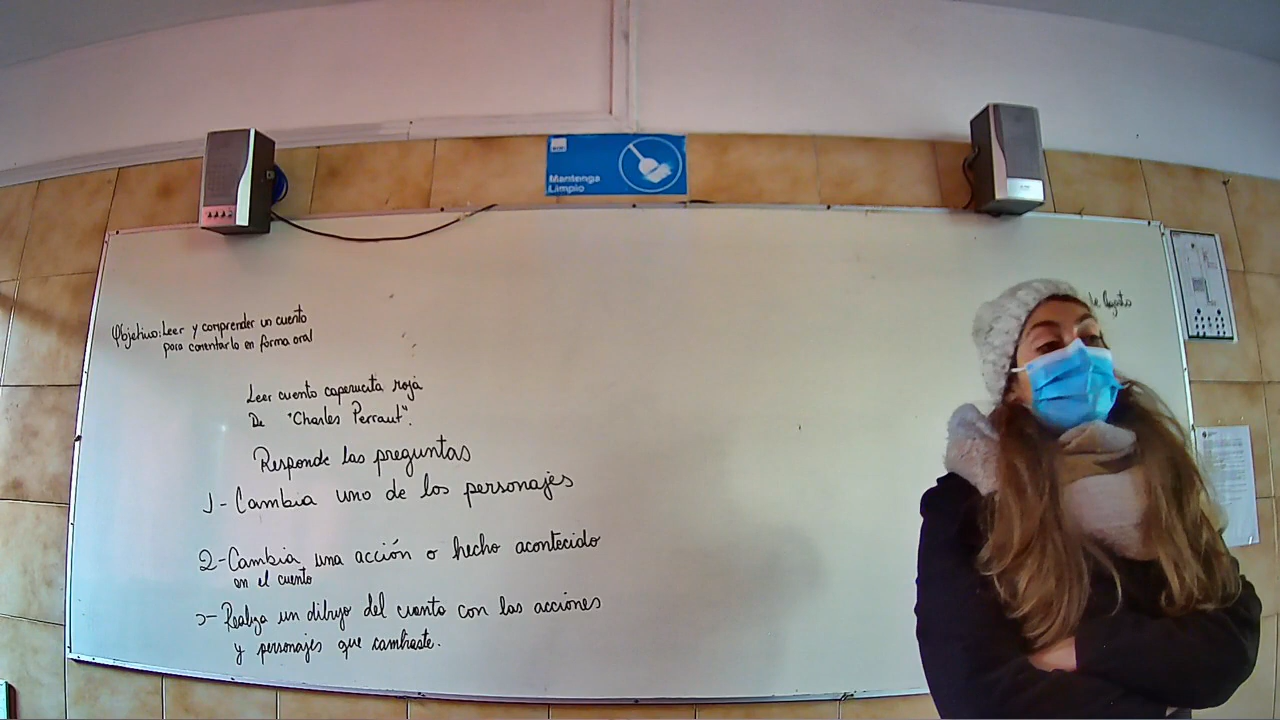 Mantenga
Limpio
de Agosto
Objetivo: Leer y comprender un cuento
para comentarlo en forma oral
Leer cuento caperucita roja
De "Charles Perraut".
Responde las preguntas
1- Cambia uno de los personajes
2- Cambia una acción o hecho acontecido
en el cuento
3- Realiza un dibujo del cuento con las acciones
y personajes que cambiaste.